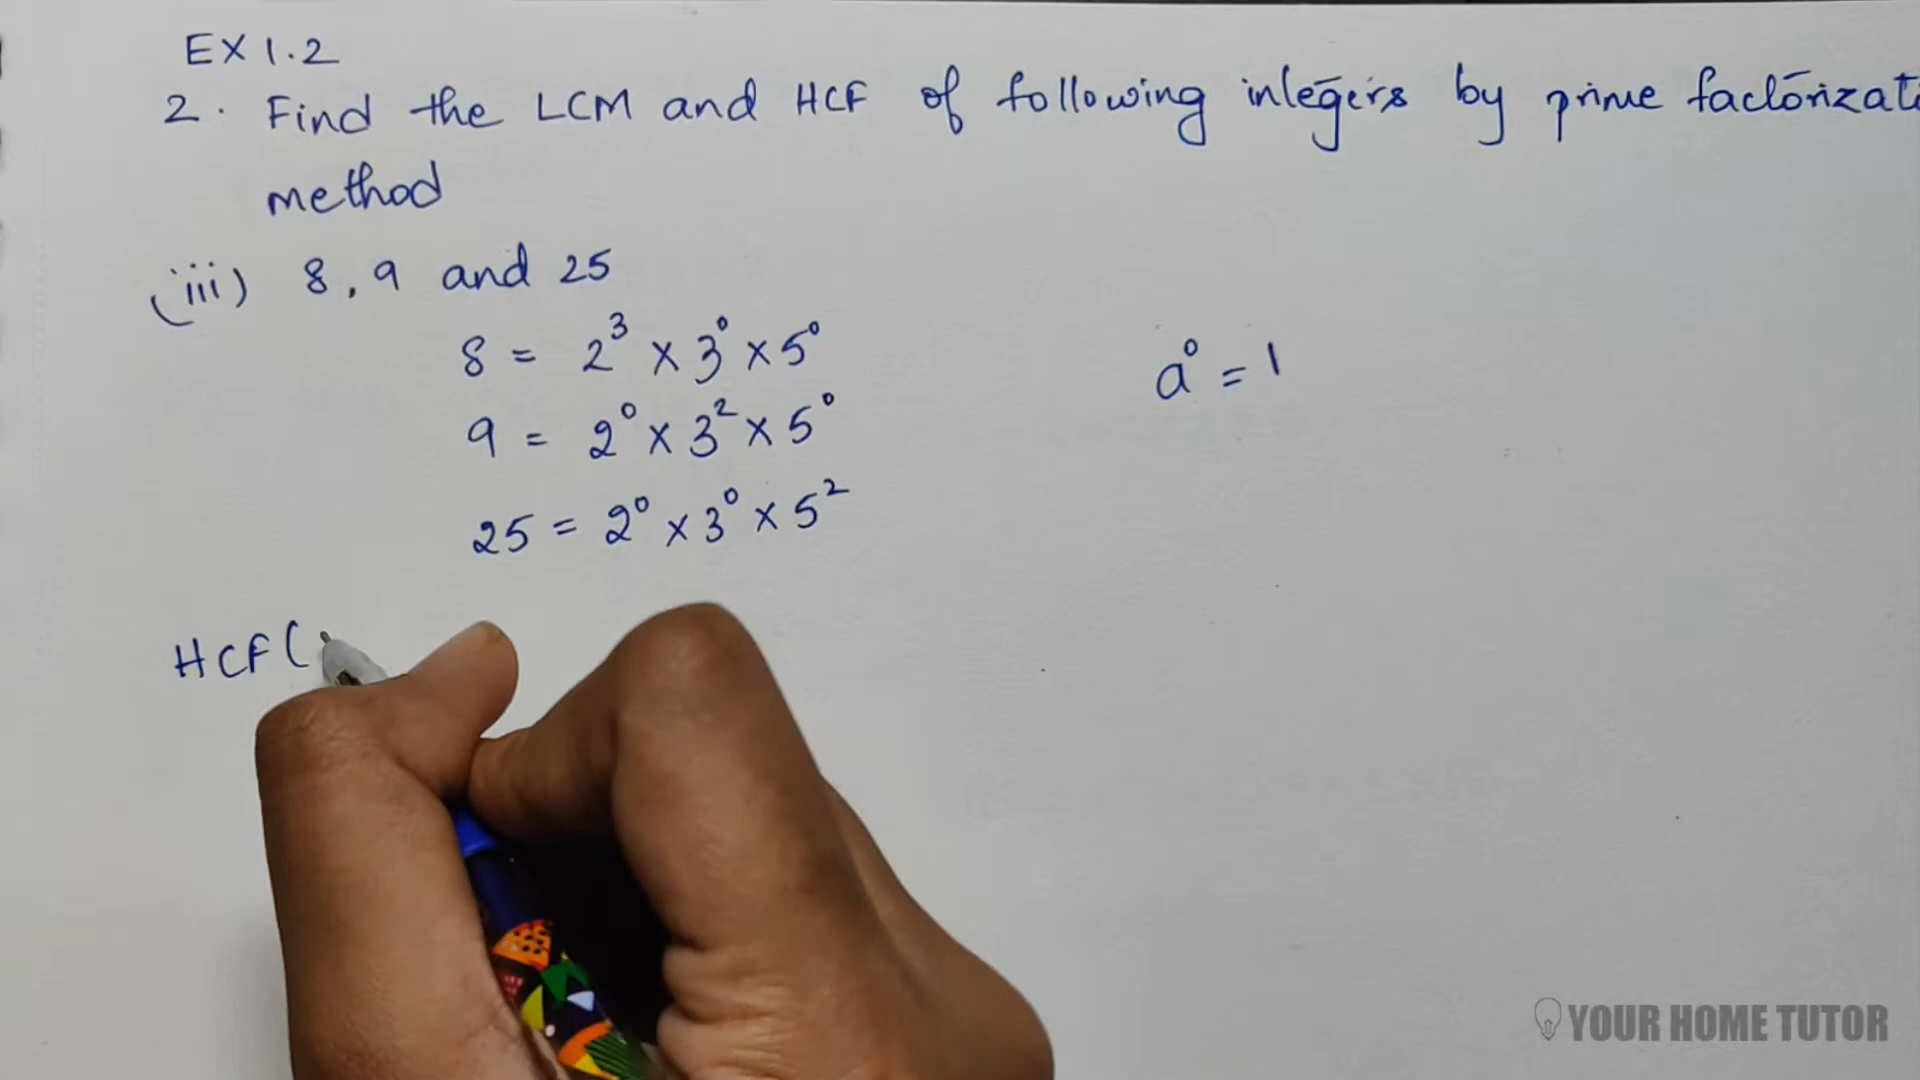 EX 1.2
2. Find the LCM and HCF of following integers by prime factorizati
method
(iii) 8, 9 and 25
8 = 2³ × 3⁰ × 5⁰
a⁰ = 1
9 = 2⁰ × 3² × 5⁰
25 = 2⁰ × 3⁰ × 5²
HCF (
YOUR HOME TUTOR